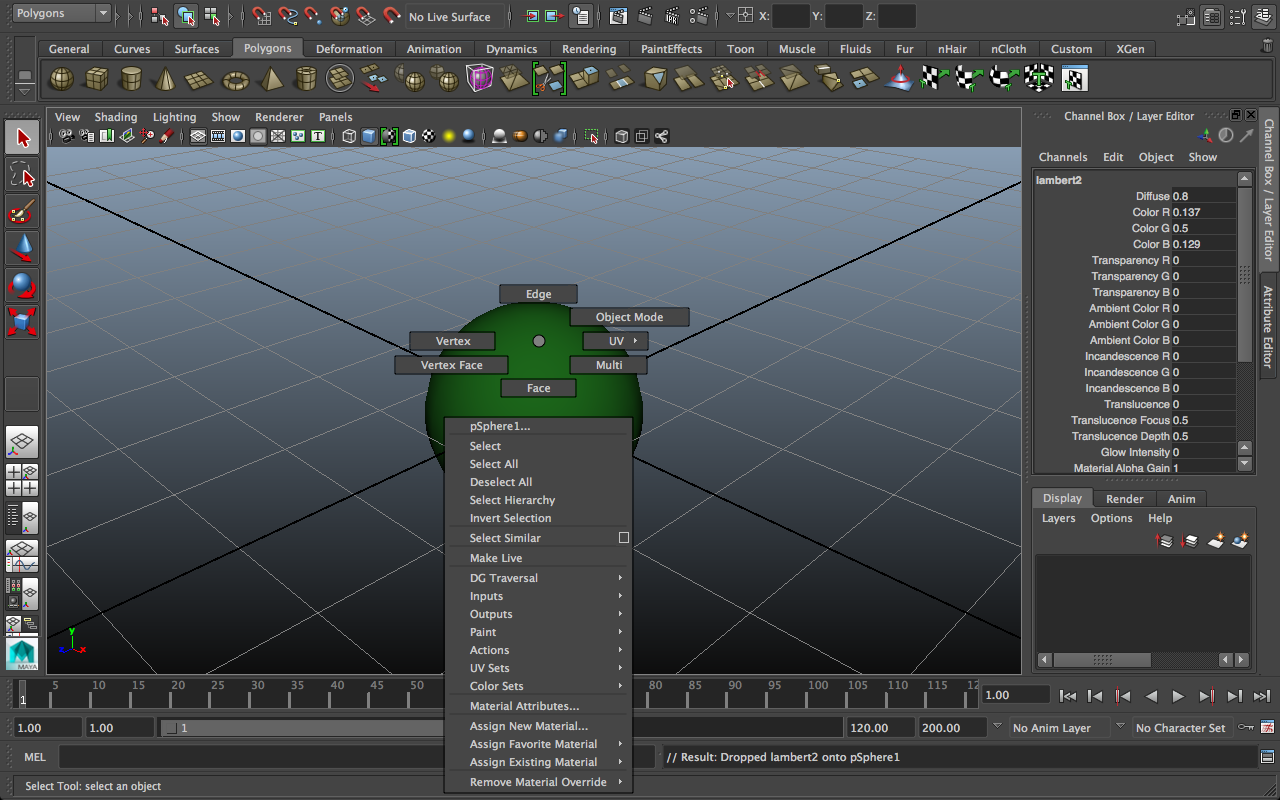 Polygons
No Live Surface
X:
Y:
Z:
General Curves Surfaces Polygons Deformation Animation Dynamics Rendering PaintEffects Toon Muscle Fluids Fur nHair nCloth Custom XGen
View Shading Lighting Show Renderer Panels
Edge
Object Mode
Vertex
UV
Vertex Face
Multi
Face
pSphere1...
Select
Select All
Deselect All
Select Hierarchy
Invert Selection
Select Similar
Make Live
DG Traversal
Inputs
Outputs
Paint
Actions
UV Sets
Color Sets
Material Attributes...
Assign New Material...
Assign Favorite Material
Assign Existing Material
Remove Material Override
y
z x
MAYA
Channel Box / Layer Editor
Channels Edit Object Show
lambert2
Diffuse 0.8
Color R 0.137
Color G 0.5
Color B 0.129
Transparency R 0
Transparency G 0
Transparency B 0
Ambient Color R 0
Ambient Color G 0
Ambient Color B 0
Incandescence R 0
Incandescence G 0
Incandescence B 0
Translucence 0
Translucence Focus 0.5
Translucence Depth 0.5
Glow Intensity 0
Material Alpha Gain 1
Channel Box / Layer Editor
Attribute Editor
Display Render Anim
Layers Options Help
1 5 10 15 20 25 30 35 40 45 50 80 85 90 95 100 105 110 115 12
1.00
1.00 1.00 1 120.00 200.00 No Anim Layer No Character Set
MEL
// Result: Dropped lambert2 onto pSphere1
Select Tool: select an object